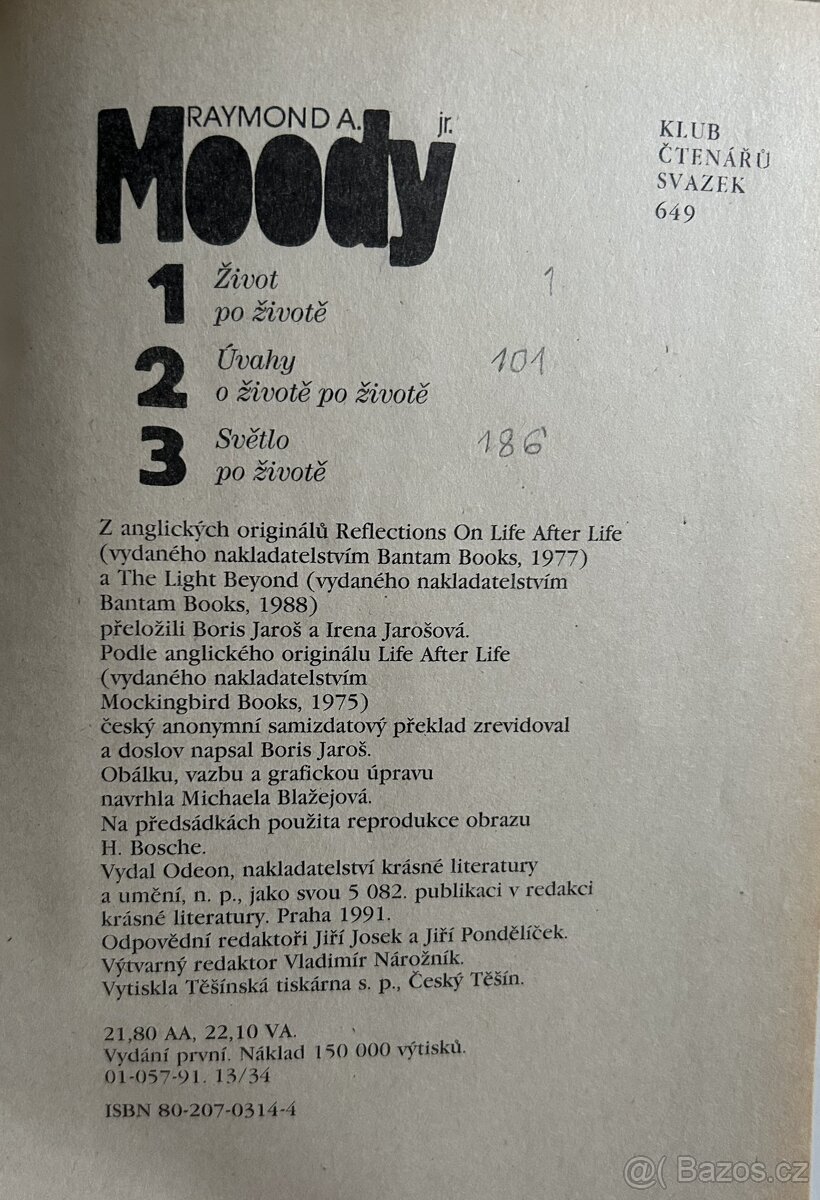 RAYMOND A. jr.
Moody
KLUB
ČTENÁŘŮ
SVAZEK
649
1 Život 1
po životě
2 Úvahy 101
o životě po životě
3 Světlo 186
po životě
Z anglických originálů Reflections On Life After Life
(vydaného nakladatelstvím Bantam Books, 1977)
a The Light Beyond (vydaného nakladatelstvím
Bantam Books, 1988)
přeložili Boris Jaroš a Irena Jarošová.
Podle anglického originálu Life After Life
(vydaného nakladatelstvím
Mockingbird Books, 1975)
český anonymní samizdatový překlad zrevidoval
a doslov napsal Boris Jaroš.
Obálku, vazbu a grafickou úpravu
navrhla Michaela Blažejová.
Na předsádkách použita reprodukce obrazu
H. Bosche.
Vydal Odeon, nakladatelství krásné literatury
a umění, n. p., jako svou 5 082. publikaci v redakci
krásné literatury. Praha 1991.
Odpovědní redaktoři Jiří Josek a Jiří Pondělíček.
Výtvarný redaktor Vladimír Nárožník.
Vytiskla Těšínská tiskárna s. p., Český Těšín.
21,80 AA, 22,10 VA.
Vydání první. Náklad 150 000 výtisků.
01-057-91. 13/34
ISBN 80-207-0314-4
@( Bazos.cz